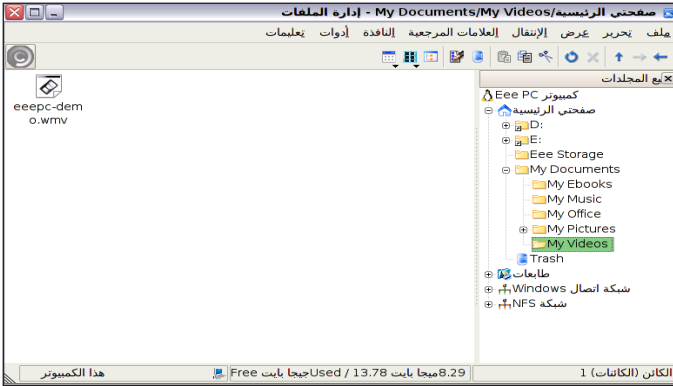 صفحتي الرئيسية/My Documents/My Videos - إدارة الملفات
ملف تحرير عرض الإنتقال العلامات المرجعية النافذة أدوات تعليمات
جميع المجلدات
كمبيوتر Eee PC
صفحتي الرئيسية
D:
E:
Eee Storage
My Documents
My Ebooks
My Music
My Office
My Pictures
My Videos
Trash
طابعات
شبكة اتصال Windows
شبكة NFS
eeepc-dem
o.wmv
1 الكائن (الكائنات)
8.29ميجا بايت Used / 13.78جيجا بايت Free
هذا الكمبيوتر